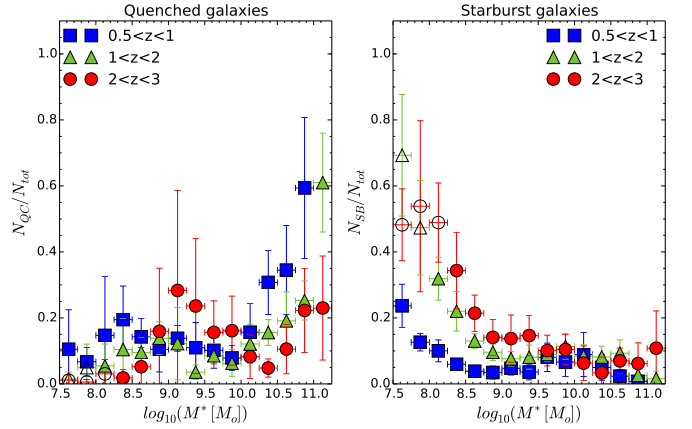 Quenched galaxies
Starburst galaxies
0.5<z<1
1<z<2
2<z<3
0.5<z<1
1<z<2
2<z<3
N_QC/N_tot
1.0
0.8
0.6
0.4
0.2
0.0
N_SB/N_tot
1.0
0.8
0.6
0.4
0.2
0.0
7.5 8.0 8.5 9.0 9.5 10.0 10.5 11.0
7.5 8.0 8.5 9.0 9.5 10.0 10.5 11.0
log₁₀(M* [M₀])
log₁₀(M* [M₀])